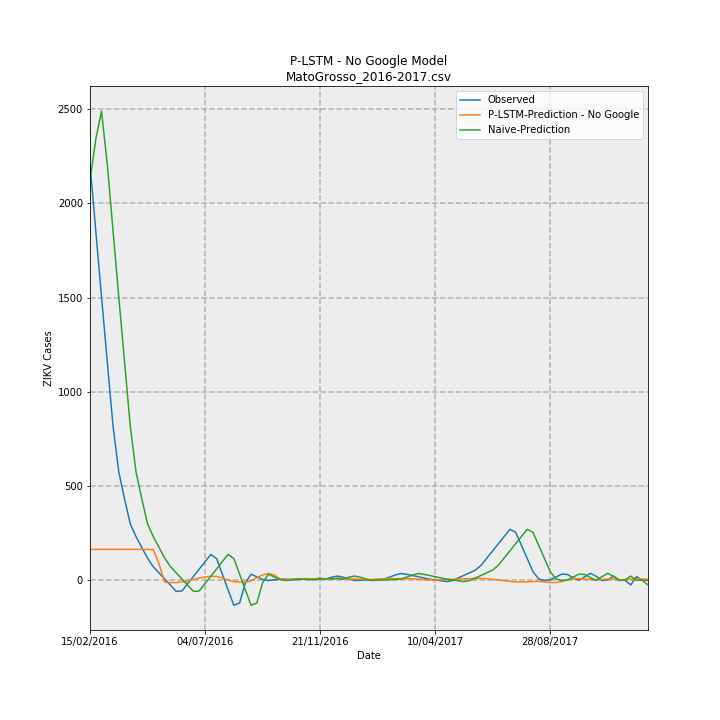 P-LSTM - No Google Model
MatoGrosso_2016-2017.csv
Observed
P-LSTM-Prediction - No Google
Naive-Prediction
2500
2000
1500
1000
500
0
ZIKV Cases
15/02/2016 04/07/2016 21/11/2016 10/04/2017 28/08/2017
Date